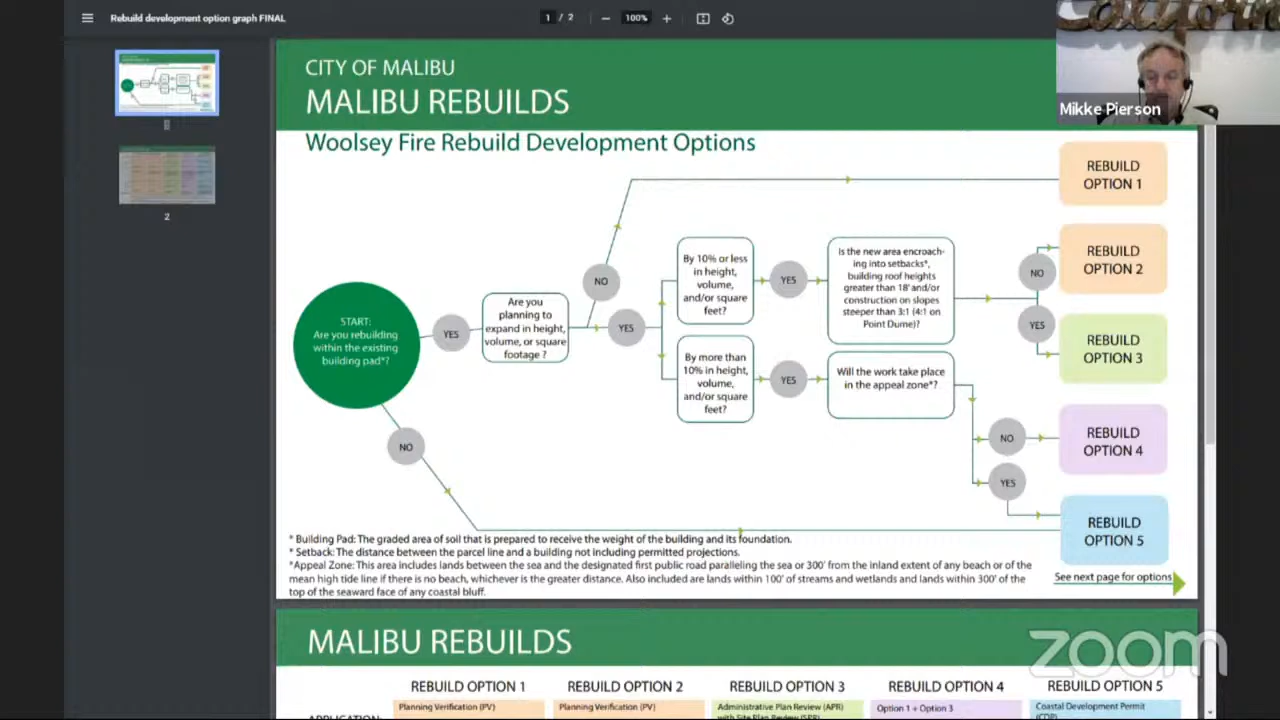 Rebuild development option graph FINAL
1 / 2
100%
Mikke Pierson
CITY OF MALIBU
MALIBU REBUILDS
Woolsey Fire Rebuild Development Options
START:
Are you rebuilding
within the existing
building pad*?
YES
NO
Are you
planning to
expand in height,
volume, or square
footage ?
NO
YES
By 10% or less
in height,
volume,
and/or square
feet?
YES
Is the new area encroach-
ing into setbacks*,
building roof heights
greater than 18' and/or
construction on slopes
steeper than 3:1 (4:1 on
Point Dume)?
NO
YES
By more than
10% in height,
volume,
and/or square
feet?
YES
Will the work take place
in the appeal zone*?
NO
YES
REBUILD
OPTION 1
REBUILD
OPTION 2
REBUILD
OPTION 3
REBUILD
OPTION 4
REBUILD
OPTION 5
* Building Pad: The graded area of soil that is prepared to receive the weight of the building and its foundation.
* Setback: The distance between the parcel line and a building not including permitted projections.
*Appeal Zone: This area includes lands between the sea and the designated first public road paralleling the sea or 300' from the inland extent of any beach or of the
mean high tide line if there is no beach, whichever is the greater distance. Also included are lands within 100' of streams and wetlands and lands within 300' of the
top of the seaward face of any coastal bluff.
See next page for options
1
2
MALIBU REBUILDS
zoom
REBUILD OPTION 1
REBUILD OPTION 2
REBUILD OPTION 3
REBUILD OPTION 4
REBUILD OPTION 5
APPLICATION:
Planning Verification (PV)
Planning Verification (PV)
Administrative Plan Review (APR)
with Site Plan Review (SPR)
Option 1 + Option 3
Coastal Development Permit
(CDP)